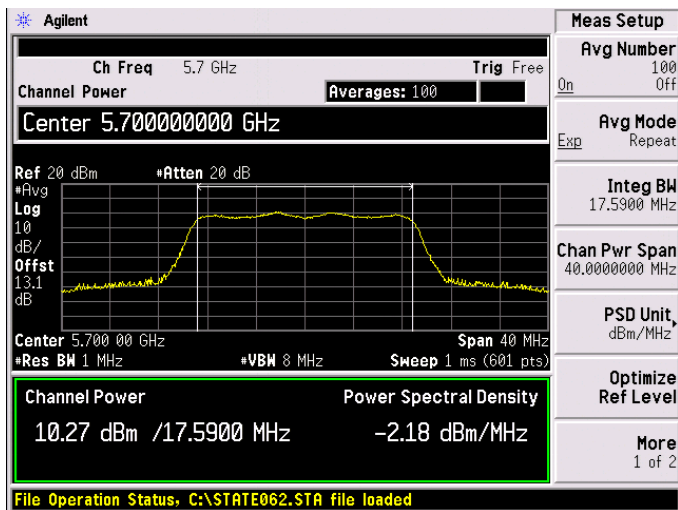 Agilent
Meas Setup
Ch Freq 5.7 GHz Trig Free
Channel Power Averages: 100
Center 5.700000000 GHz
Ref 20 dBm #Atten 20 dB
#Avg
Log
10
dB/
Offst
13.1
dB
Center 5.700 00 GHz Span 40 MHz
#Res BW 1 MHz #VBW 8 MHz Sweep 1 ms (601 pts)
Channel Power Power Spectral Density
10.27 dBm /17.5900 MHz -2.18 dBm/MHz
File Operation Status, C:\STATE062.STA file loaded
Avg Number
100
On Off
Avg Mode
Exp Repeat
Integ BW
17.5900 MHz
Chan Pwr Span
40.0000000 MHz
PSD Unit
dBm/MHz
Optimize
Ref Level
More
1 of 2